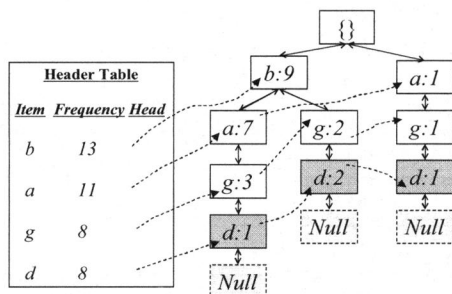 {}
b:9
a:1
Header Table
Item Frequency Head
b 13
a 11
g 8
d 8
a:7
g:2
g:1
g:3
d:2
d:1
d:1
Null
Null
Null